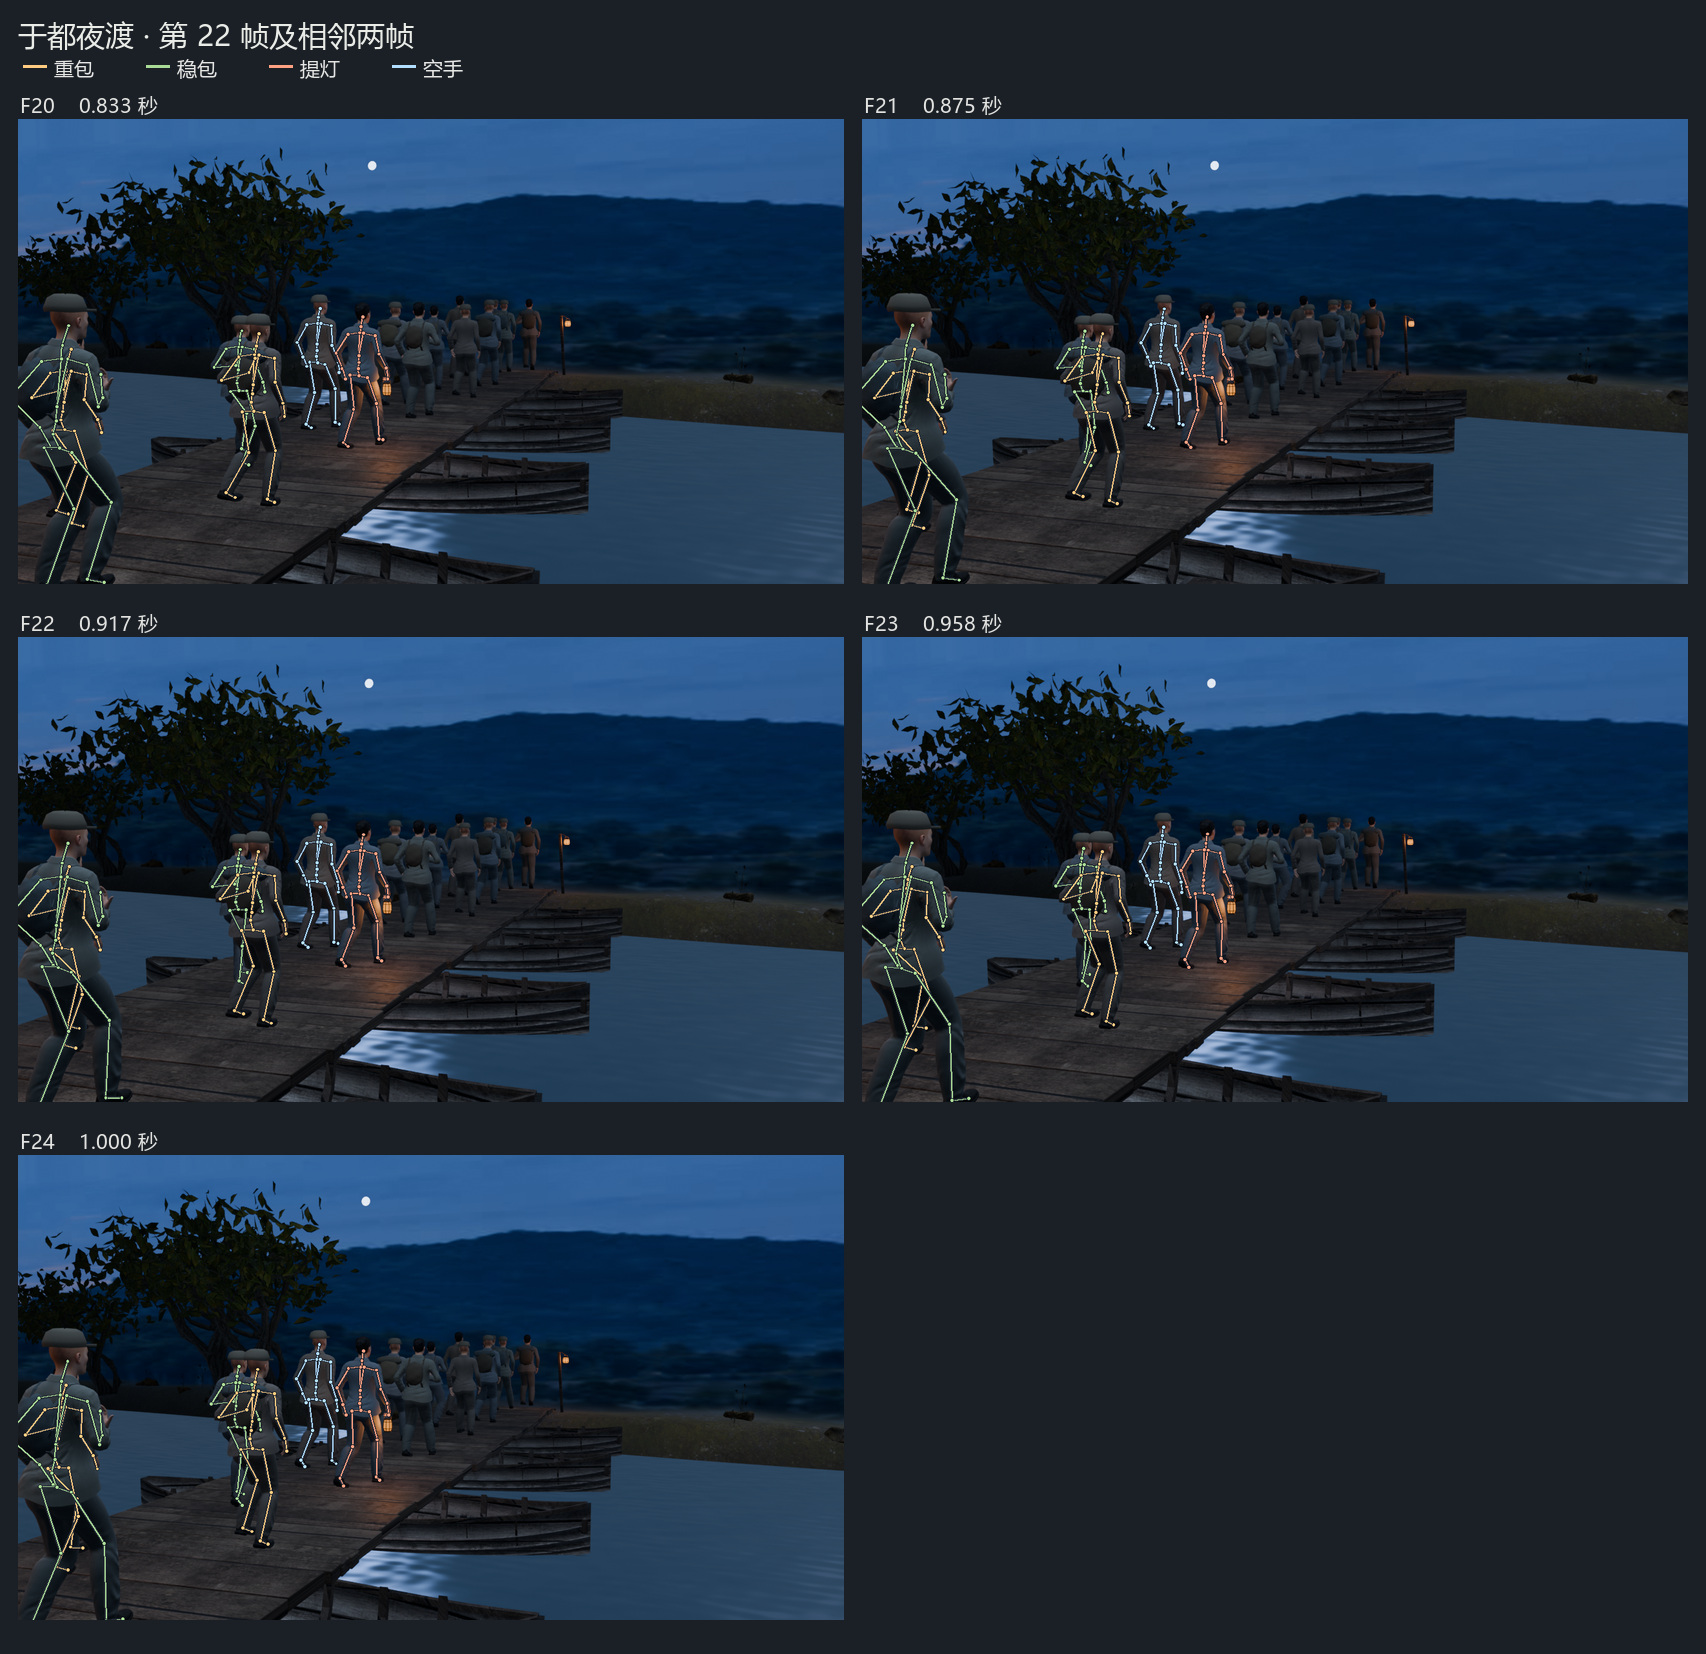 于都夜渡 · 第 22 帧及相邻两帧
重包 稳包 提灯 空手
F20 0.833 秒
F21 0.875 秒
F22 0.917 秒
F23 0.958 秒
F24 1.000 秒